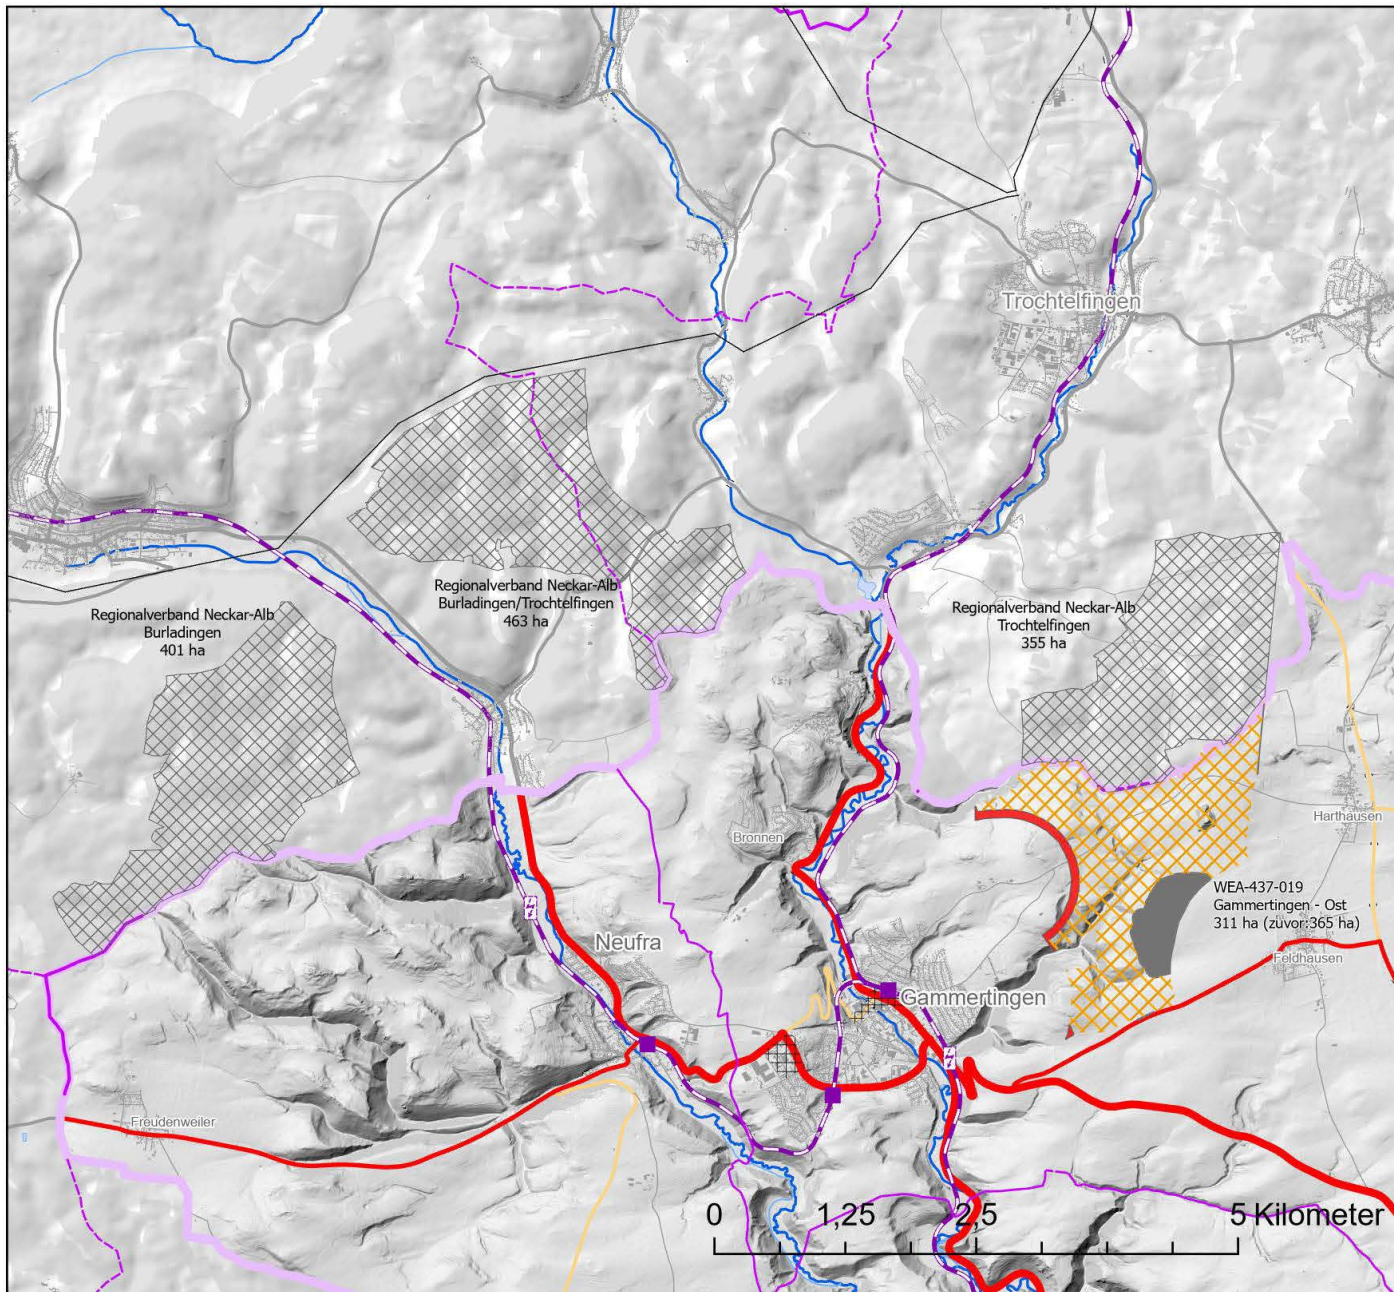 Trochtelfingen
Regionalverband Neckar-Alb
Burladingen/Trochtelfingen
463 ha
Regionalverband Neckar-Alb
Burladingen
401 ha
Regionalverband Neckar-Alb
Trochtelfingen
355 ha
Harthausen
Bronnen
WEA-437-019
Gammertingen - Ost
311 ha (zuvor:365 ha)
Neufra
Feldhausen
Gammertingen
Freudenweiler
0 1,25 2,5 5 Kilometer